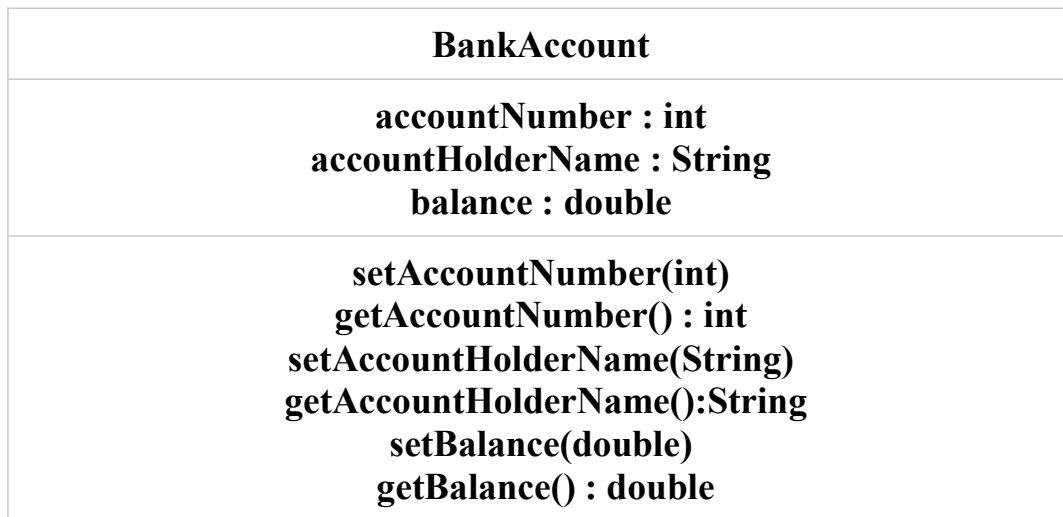 BankAccount
accountNumber : int
accountHolderName : String
balance : double
setAccountNumber(int)
getAccountNumber() : int
setAccountHolderName(String)
getAccountHolderName():String
setBalance(double)
getBalance() : double